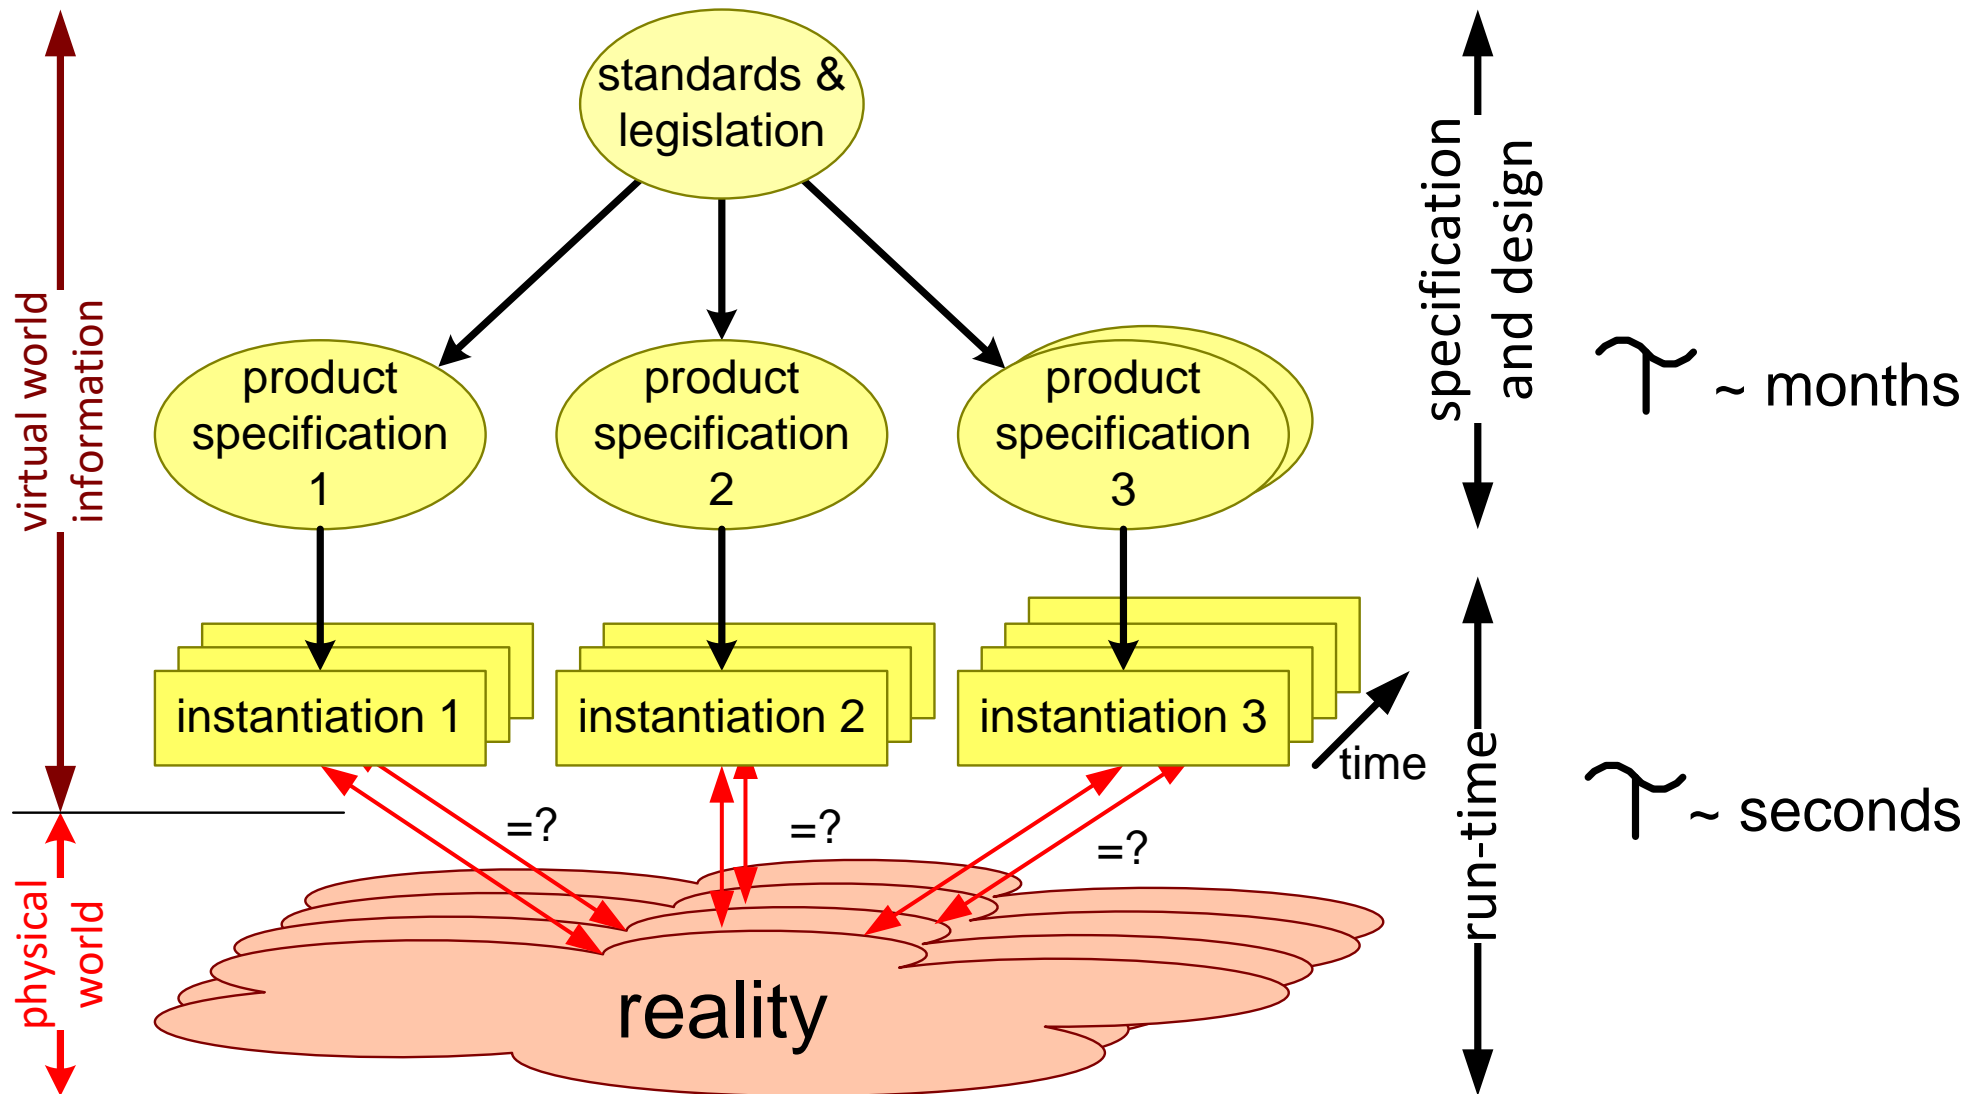 standards &
legislation
virtual world
information
specification
and design
product
specification
1
product
specification
2
product
specification
3
~ months
instantiation 1
instantiation 2
instantiation 3
time
run-time
~ seconds
=?
=?
=?
physical
world
reality